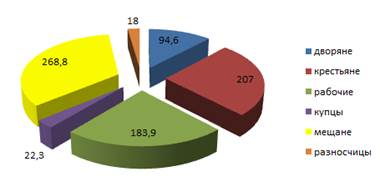 18
94,6
268,8
207
22,3
183,9
дворяне
крестьяне
рабочие
купцы
мещане
разносчицы